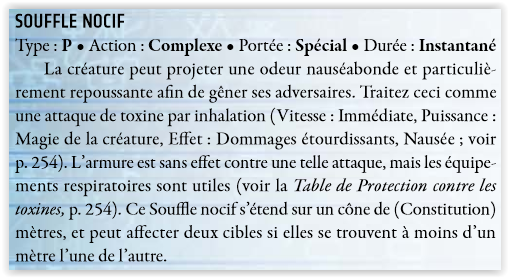 SOUFFLE NOCIF
Type : P • Action : Complexe • Portée : Spécial • Durée : Instantané
La créature peut projeter une odeur nauséabonde et particuliè-
rement repoussante afin de gêner ses adversaires. Traitez ceci comme
une attaque de toxine par inhalation (Vitesse : Immédiate, Puissance :
Magie de la créature, Effet : Dommages étourdissants, Nausée ; voir
p. 254). L’armure est sans effet contre une telle attaque, mais les équipe-
ments respiratoires sont utiles (voir la Table de Protection contre les
toxines, p. 254). Ce Souffle nocif s’étend sur un cône de (Constitution)
mètres, et peut affecter deux cibles si elles se trouvent à moins d’un
mètre l’une de l’autre.